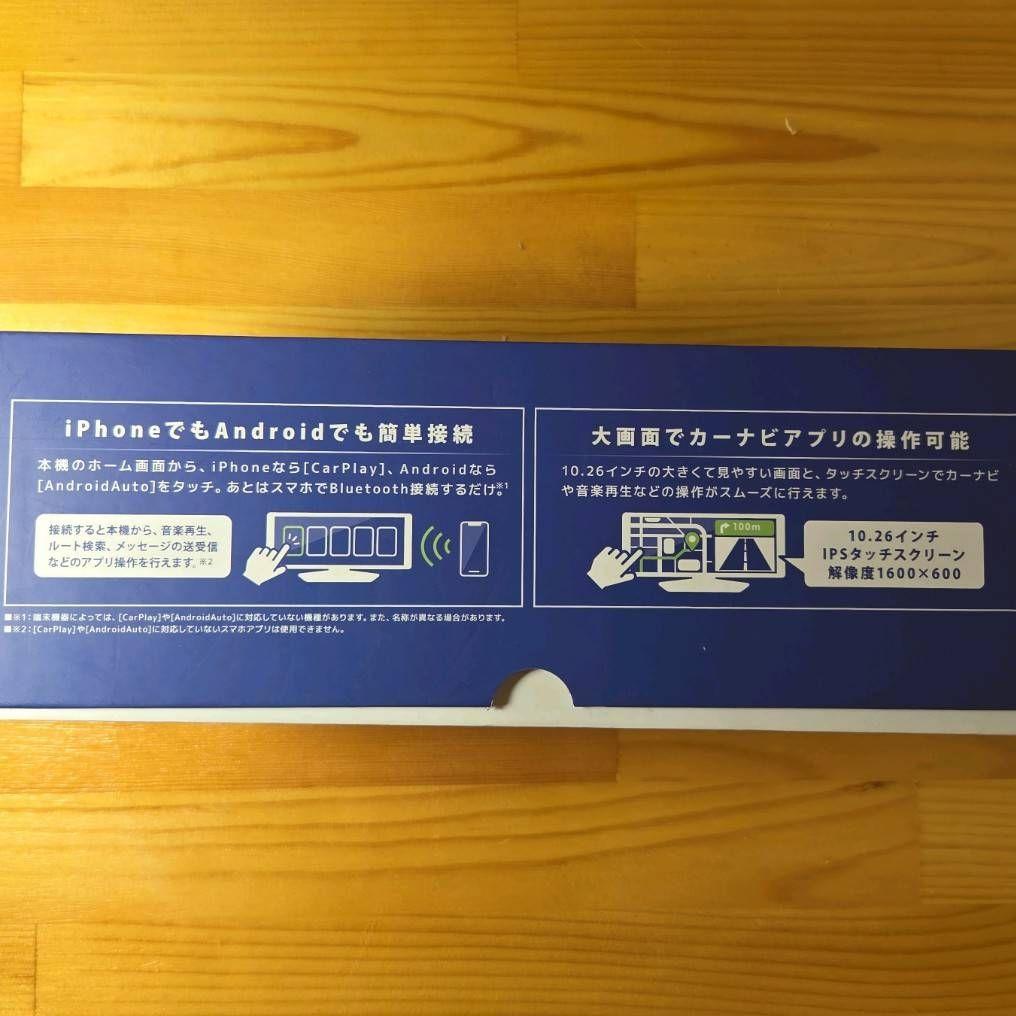 iPhoneでもAndroidでも簡単接続
本機のホーム画面から、iPhoneなら[CarPlay]、Androidなら
[AndroidAuto]をタッチ。あとはスマホでBluetooth接続するだけ。※1
接続すると本機から、音楽再生、
ルート検索、メッセージの送受信
などのアプリ操作を行えます。※2
■※1：端末機器によっては、[CarPlay]や[AndroidAuto]に対応していない機種があります。また、名称が異なる場合があります。
■※2：[CarPlay]や[AndroidAuto]に対応していないスマホアプリは使用できません。
大画面でカーナビアプリの操作可能
10.26インチの大きくて見やすい画面と、タッチスクリーンでカーナビ
や音楽再生などの操作がスムーズに行えます。
100m
10.26インチ
IPSタッチスクリーン
解像度1600×600